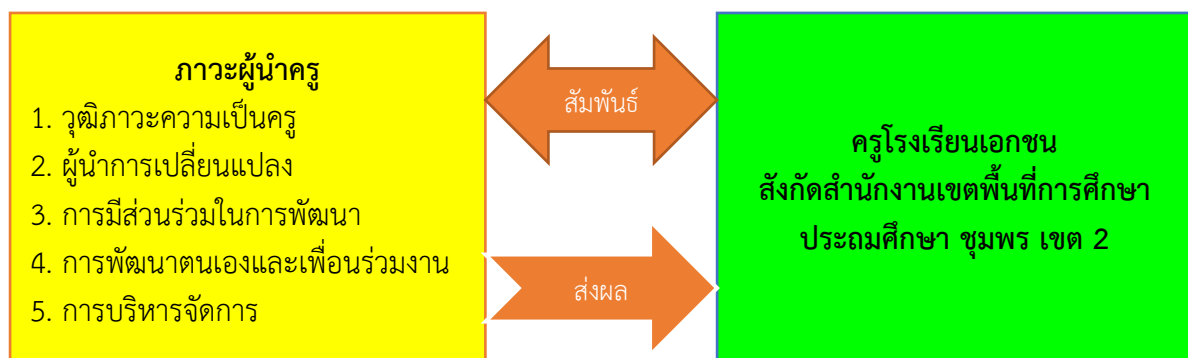 ภาวะผู้นำครู
1. วุฒิภาวะความเป็นครู
2. ผู้นำการเปลี่ยนแปลง
3. การมีส่วนร่วมในการพัฒนา
4. การพัฒนาตนเองและเพื่อนร่วมงาน
5. การบริหารจัดการ
สัมพันธ์
ส่งผล
ครูโรงเรียนเอกชน
สังกัดสำนักงานเขตพื้นที่การศึกษา
ประถมศึกษา ชุมพร เขต 2